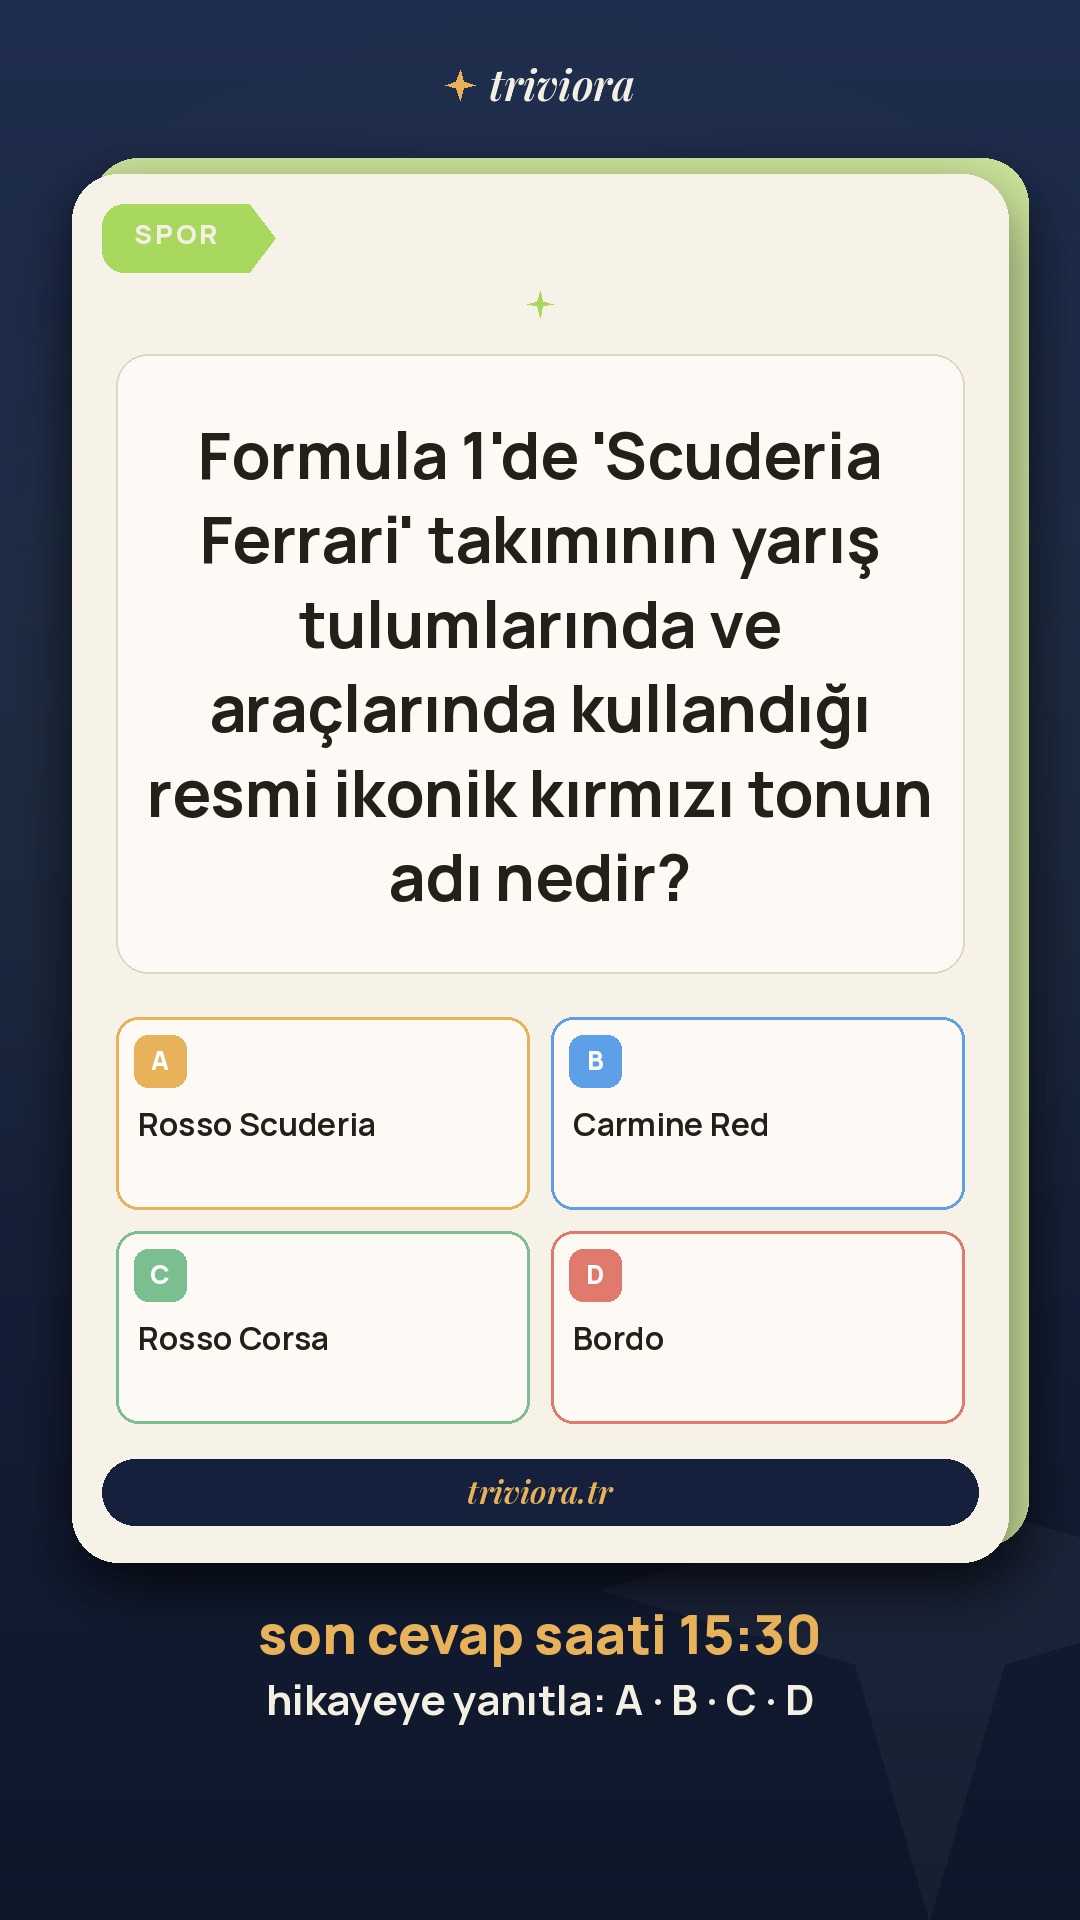 triviora
SPOR
Formula 1'de 'Scuderia
Ferrari' takımının yarış
tulumlarında ve
araçlarında kullandığı
resmi ikonik kırmızı tonun
adı nedir?
A
Rosso Scuderia
B
Carmine Red
C
Rosso Corsa
D
Bordo
triviora.tr
son cevap saati 15:30
hikayeye yanıtla: A · B · C · D